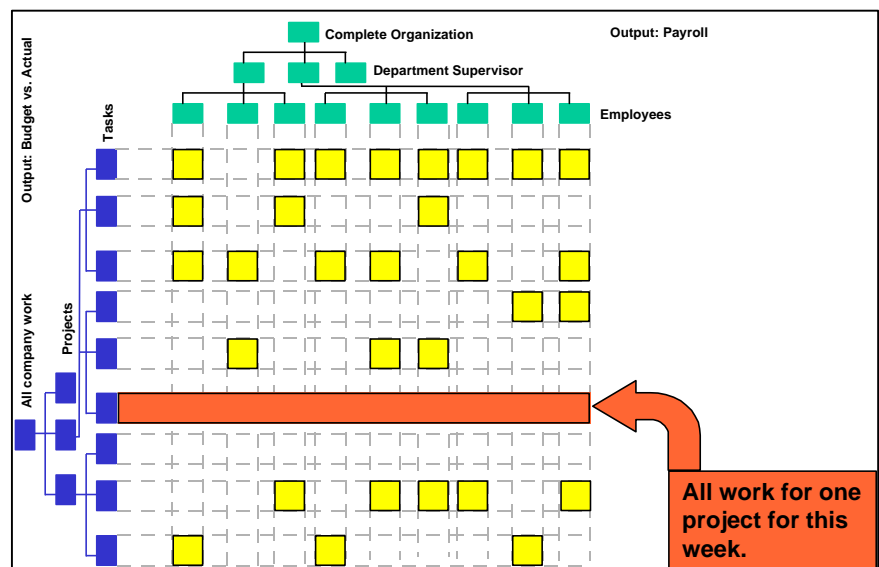 Complete Organization
Output: Payroll
Department Supervisor
Employees
Output: Budget vs. Actual
Tasks
All company work
Projects
All work for one
project for this
week.